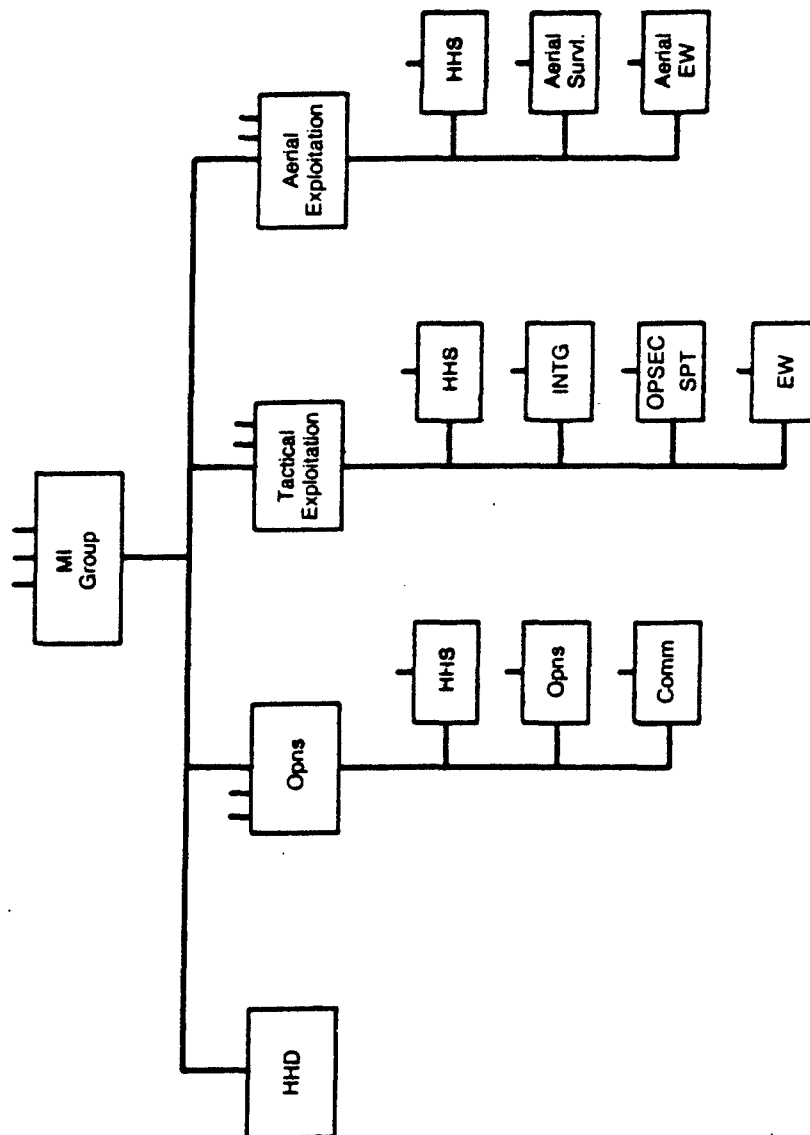 MI
Group
HHD
Opns
Tactical
Exploitation
Aerial
Exploitation
HHS
Opns
Comm
HHS
INTG
OPSEC
SPT
EW
HHS
Aerial
Survl.
Aerial
EW